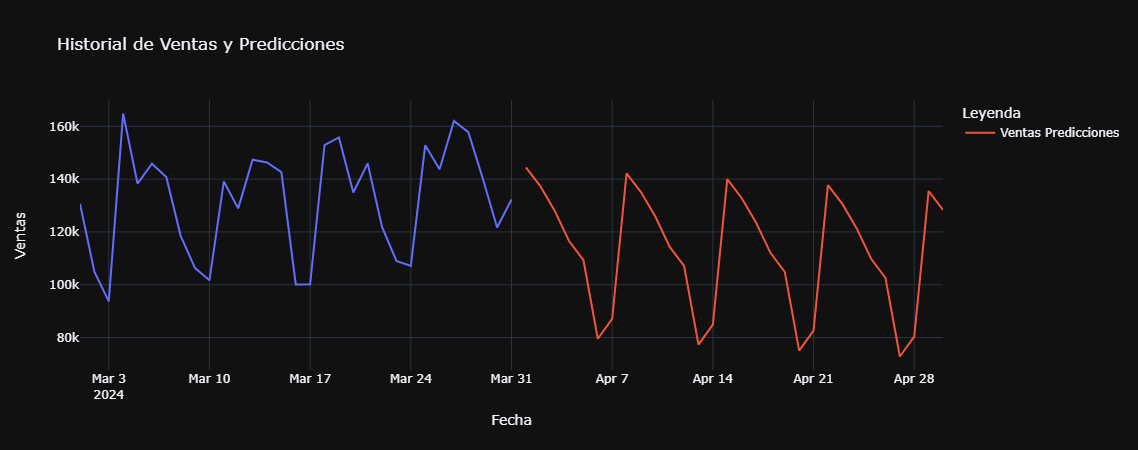 Historial de Ventas y Predicciones
Leyenda
Ventas Predicciones
Ventas
160k
140k
120k
100k
80k
Mar 3
2024
Mar 10
Mar 17
Mar 24
Mar 31
Apr 7
Apr 14
Apr 21
Apr 28
Fecha